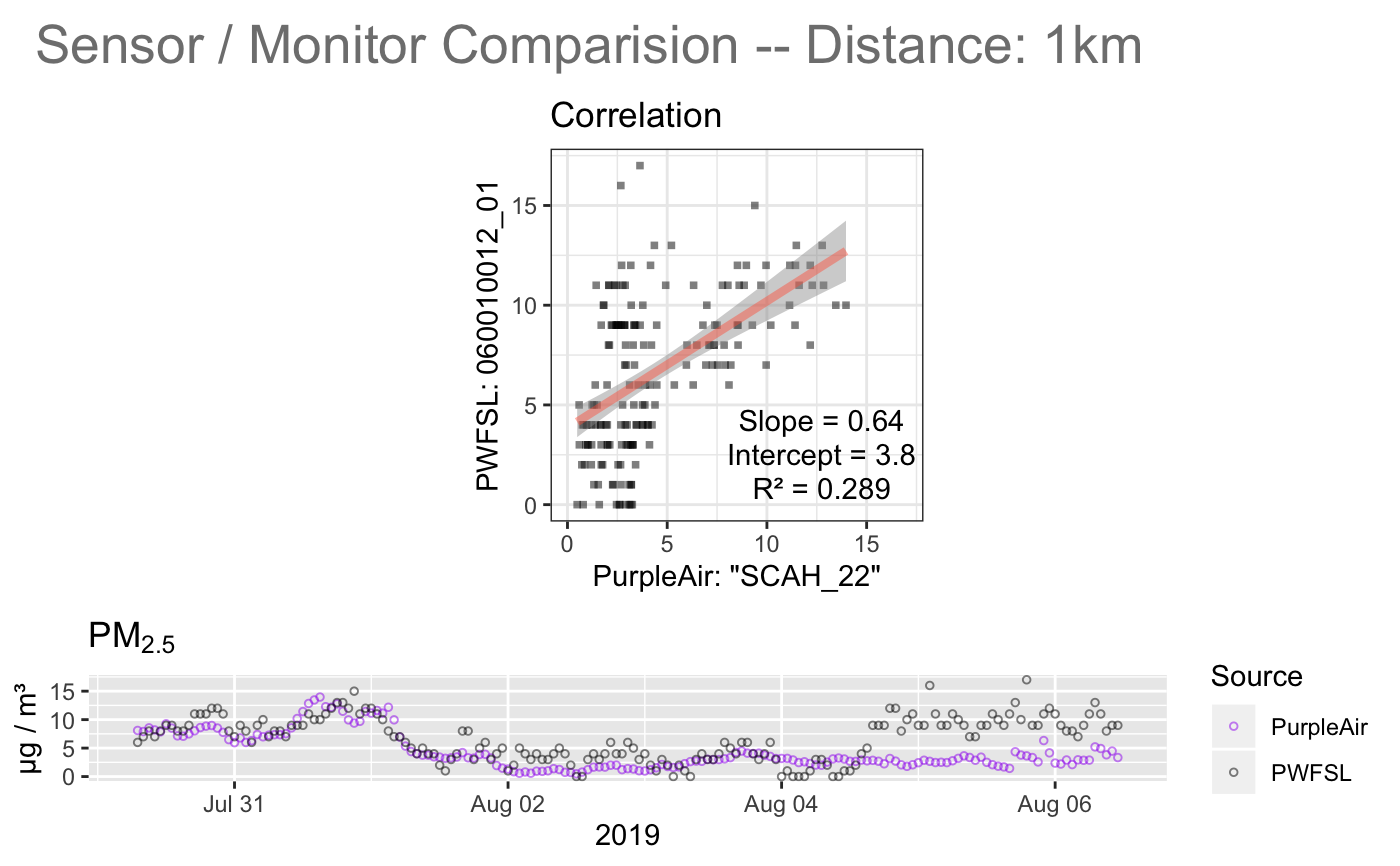 Sensor / Monitor Comparision -- Distance: 1km
Correlation
PWFSL: 060010012_01
15
10
5
0
Slope = 0.64
Intercept = 3.8
R² = 0.289
0 5 10 15
PurpleAir: "SCAH_22"
PM2.5
µg / m³
15
10
5
0
Jul 31 Aug 02 Aug 04 Aug 06
2019
Source
PurpleAir
PWFSL